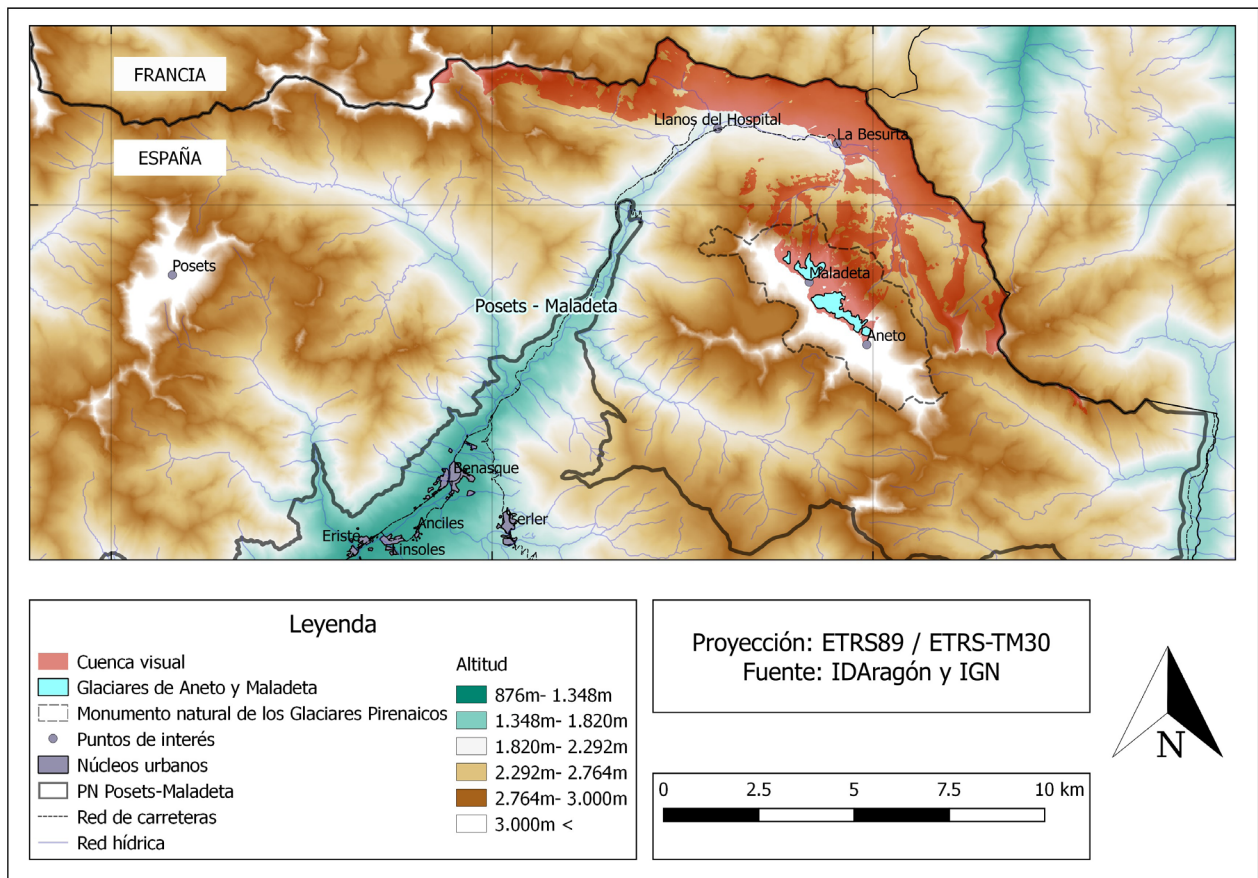 FRANCIA
Llanos del Hospital
La Besurta
ESPAÑA
Posets
Maladeta
Posets - Maladeta
Aneto
Benasque
Cerler
Anciles
Eriste
Linsoles
Leyenda
Cuenca visual
Glaciares de Aneto y Maladeta
Monumento natural de los Glaciares Pirenaicos
Puntos de interés
Núcleos urbanos
PN Posets-Maladeta
Red de carreteras
Red hídrica
Altitud
876m- 1.348m
1.348m- 1.820m
1.820m- 2.292m
2.292m- 2.764m
2.764m- 3.000m
3.000m <
Proyección: ETRS89 / ETRS-TM30
Fuente: IDAragón y IGN
N
0 2.5 5 7.5 10 km